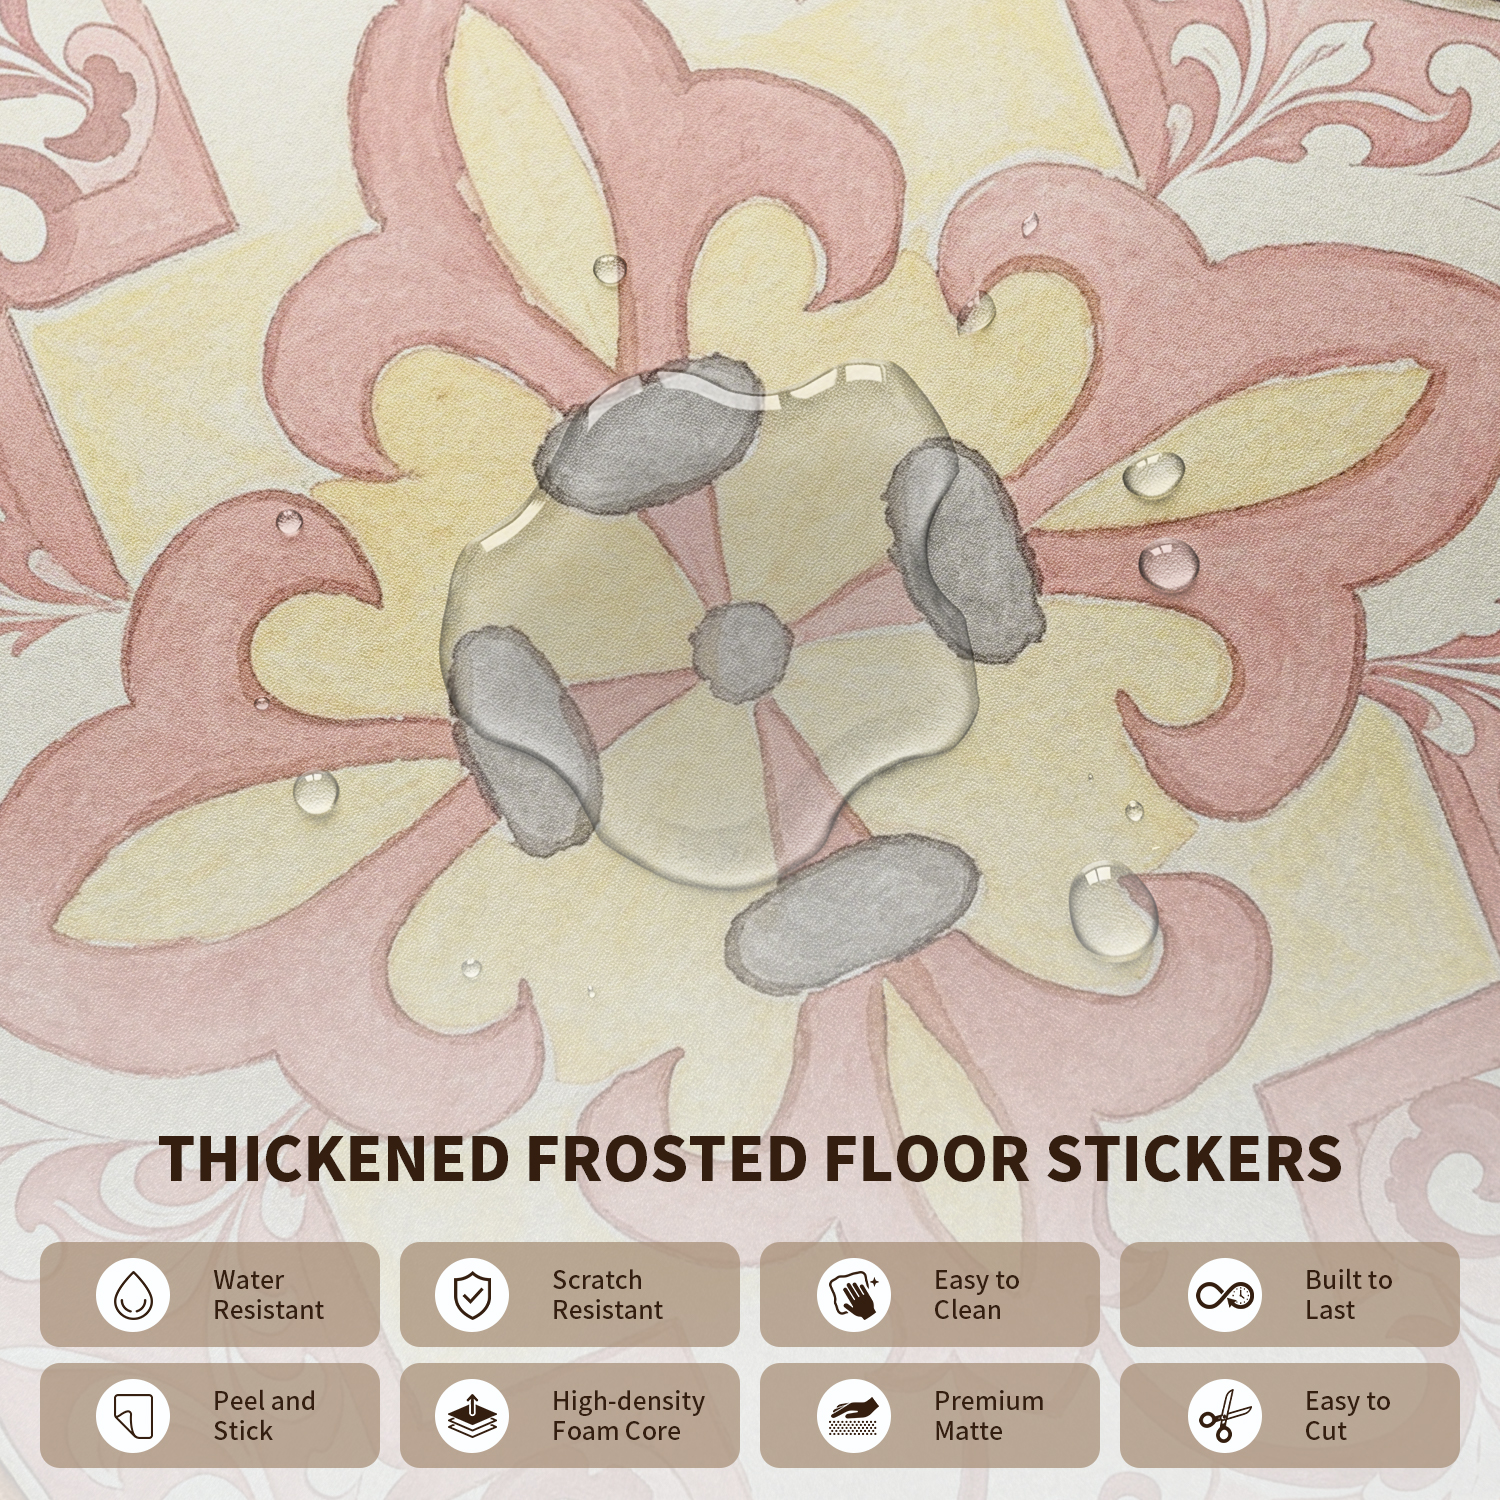 THICKENED FROSTED FLOOR STICKERS
Water
Resistant
Scratch
Resistant
Easy to
Clean
Built to
Last
Peel and
Stick
High-density
Foam Core
Premium
Matte
Easy to
Cut